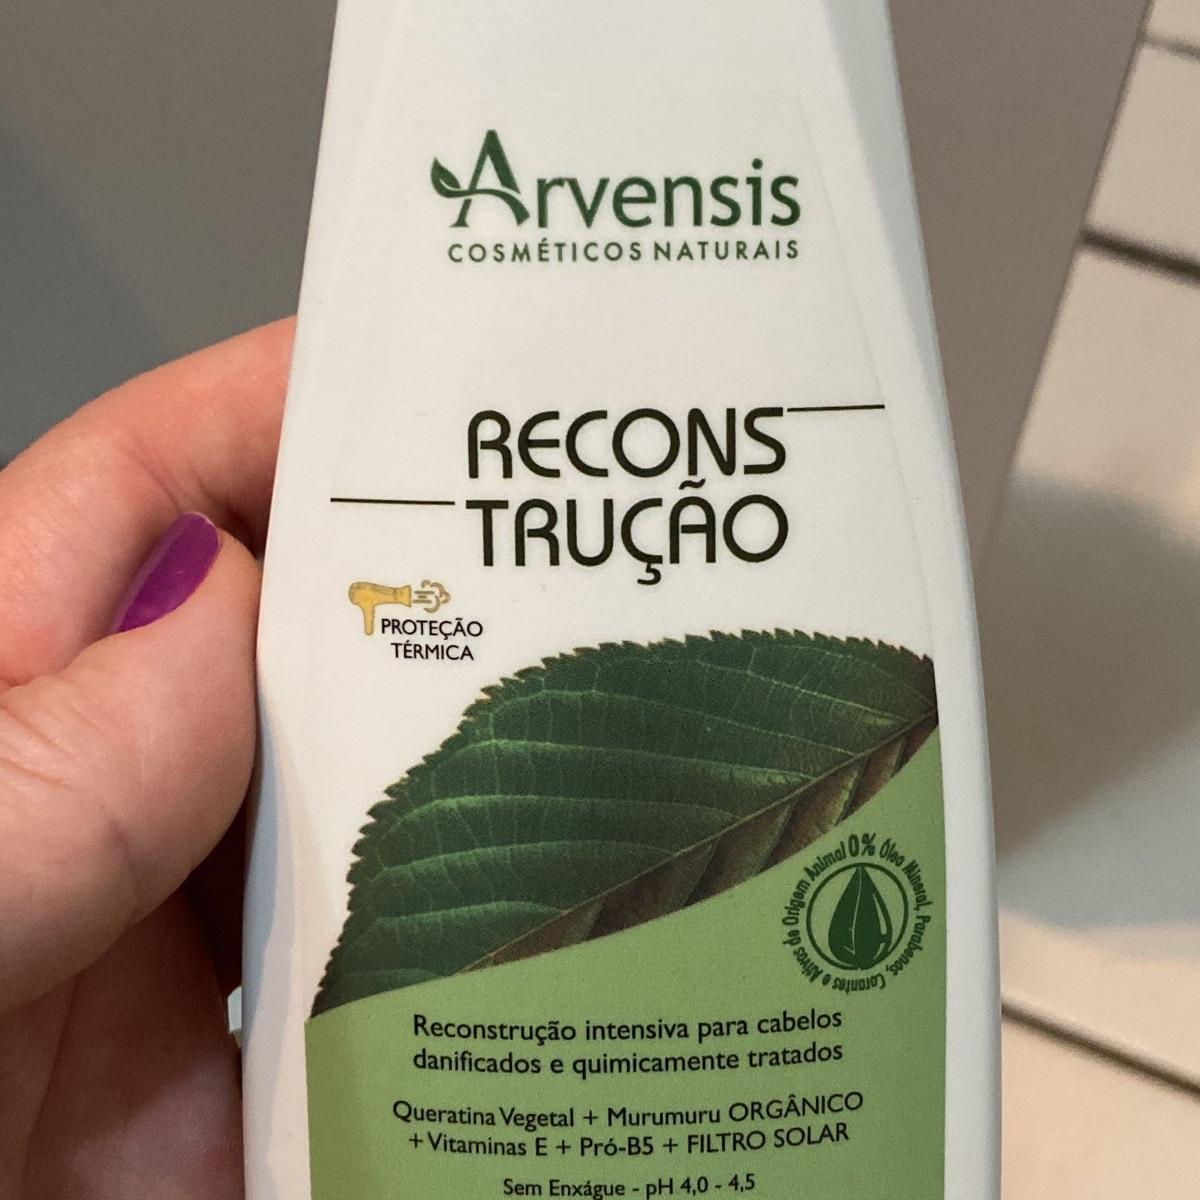 Arvensis
COSMÉTICOS NATURAIS
RECONS
TRUÇÃO
PROTEÇÃO
TÉRMICA
0% Óleo Mineral, Parabenos, Corantes e Ativos de Origem Animal
Reconstrução intensiva para cabelos
danificados e quimicamente tratados
Queratina Vegetal + Murumuru ORGÂNICO
+ Vitaminas E + Pró-B5 + FILTRO SOLAR
Sem Enxágue - pH 4,0 - 4,5